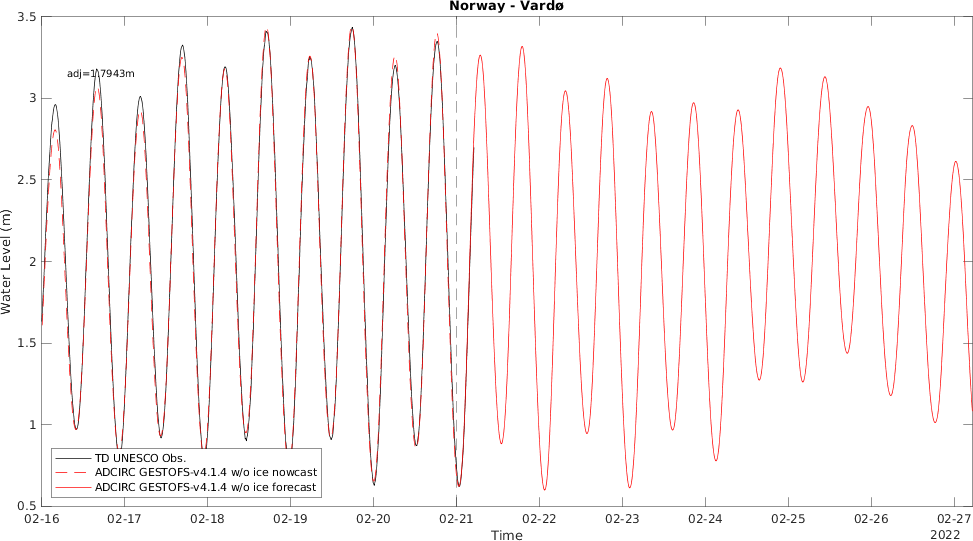 Norway - Vardø
3.5
3
2.5
2
1.5
1
0.5
Water Level (m)
adj=1.7943m
TD UNESCO Obs.
ADCIRC GESTOFS-v4.1.4 w/o ice nowcast
ADCIRC GESTOFS-v4.1.4 w/o ice forecast
02-16 02-17 02-18 02-19 02-20 02-21 02-22 02-23 02-24 02-25 02-26 02-27
Time
2022